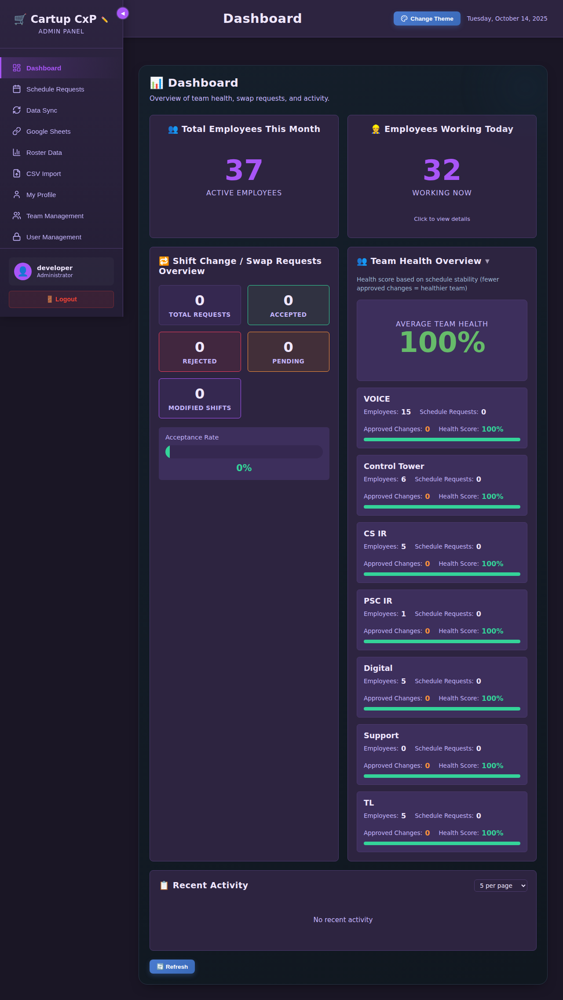 🛒 Cartup CxP ✏️
ADMIN PANEL
◀
Dashboard
Schedule Requests
Data Sync
Google Sheets
Roster Data
CSV Import
My Profile
Team Management
User Management
👤 developer
Administrator
🚪 Logout
Dashboard
Change Theme
Tuesday, October 14, 2025
📊 Dashboard
Overview of team health, swap requests, and activity.
👥 Total Employees This Month
37
ACTIVE EMPLOYEES
👷 Employees Working Today
32
WORKING NOW
Click to view details
🔁 Shift Change / Swap Requests
Overview
0
TOTAL REQUESTS
0
ACCEPTED
0
REJECTED
0
PENDING
0
MODIFIED SHIFTS
Acceptance Rate
0%
👥 Team Health Overview ▼
Health score based on schedule stability (fewer
approved changes = healthier team)
AVERAGE TEAM HEALTH
100%
VOICE
Employees: 15 Schedule Requests: 0
Approved Changes: 0 Health Score: 100%
Control Tower
Employees: 6 Schedule Requests: 0
Approved Changes: 0 Health Score: 100%
CS IR
Employees: 5 Schedule Requests: 0
Approved Changes: 0 Health Score: 100%
PSC IR
Employees: 1 Schedule Requests: 0
Approved Changes: 0 Health Score: 100%
Digital
Employees: 5 Schedule Requests: 0
Approved Changes: 0 Health Score: 100%
Support
Employees: 0 Schedule Requests: 0
Approved Changes: 0 Health Score: 100%
TL
Employees: 5 Schedule Requests: 0
Approved Changes: 0 Health Score: 100%
📋 Recent Activity
5 per page
No recent activity
🔄 Refresh